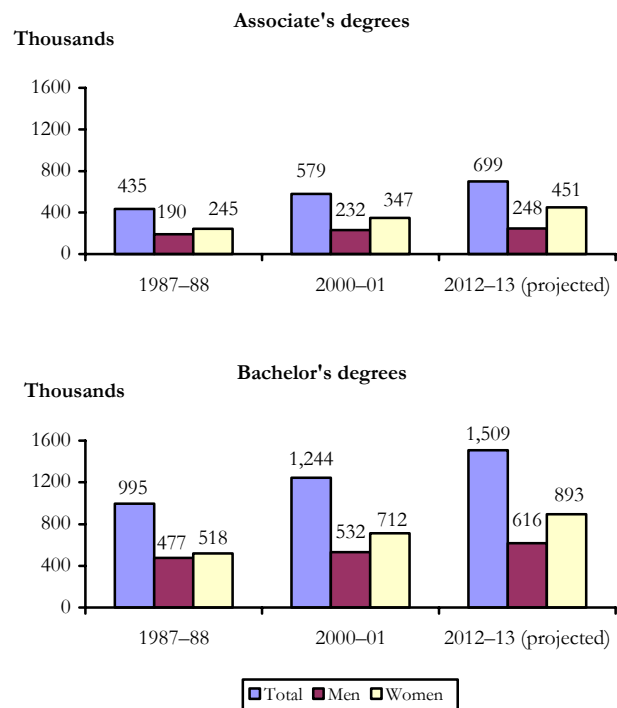 Associate's degrees
Thousands
1600
1200
800
400
0
435 190 245
579 232 347
699 248 451
1987–88 2000–01 2012–13 (projected)
Bachelor's degrees
Thousands
1600
1200
800
400
0
995 477 518
1,244 532 712
1,509 616 893
1987–88 2000–01 2012–13 (projected)
Total Men Women